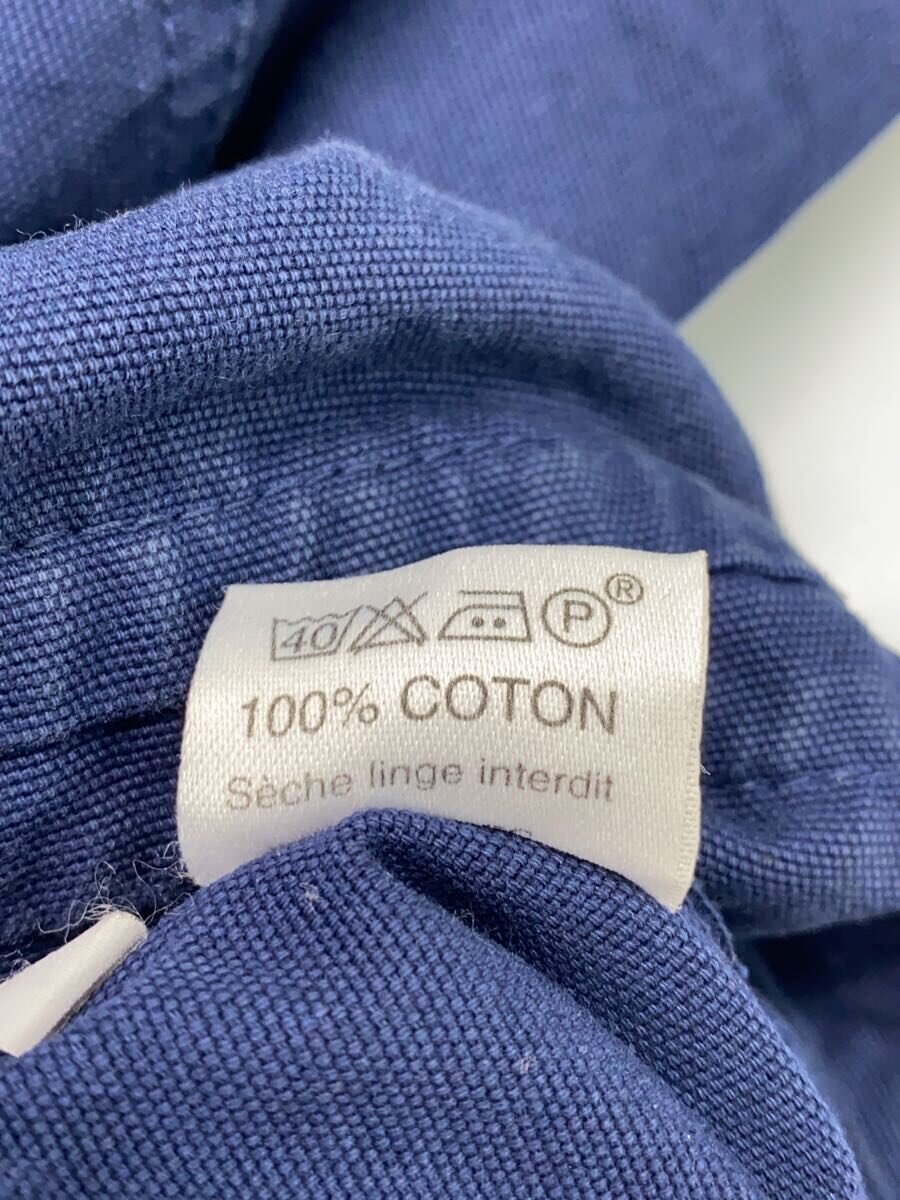 40 P®
100% COTON
Sèche linge interdit